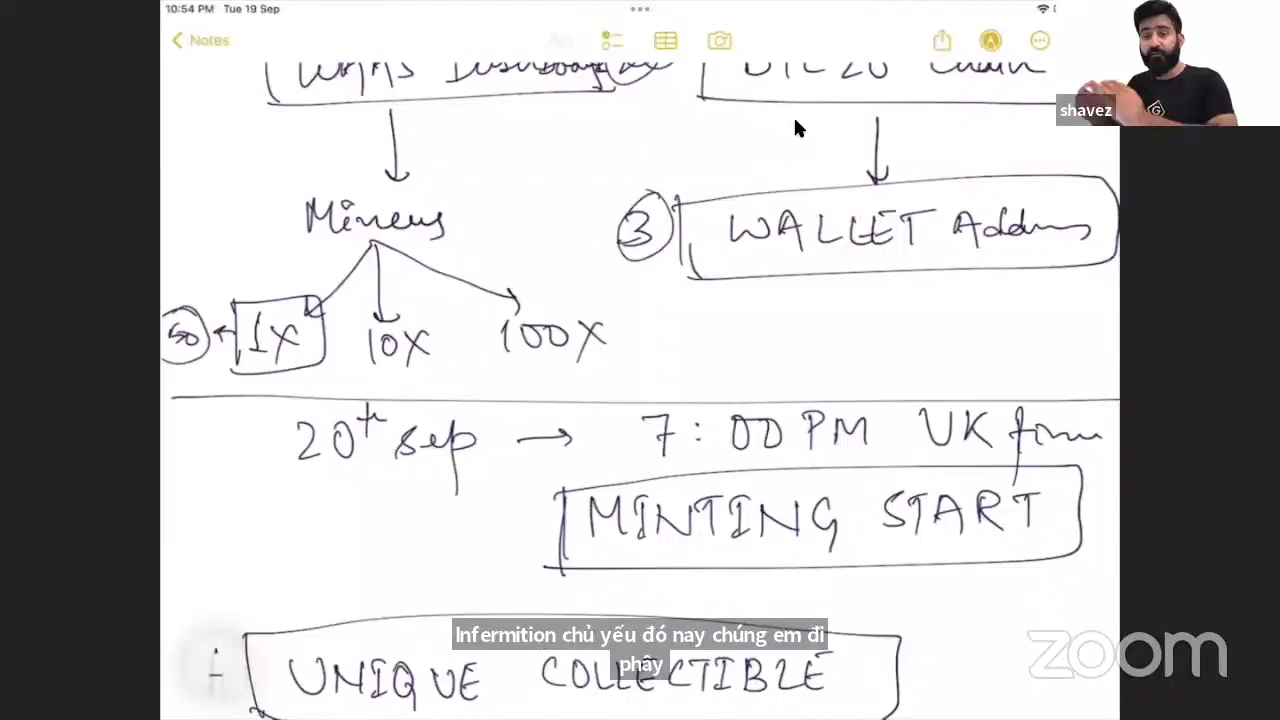 10:54 PM Tue 19 Sep
Notes
shavez
Miners
3 WALLET Address
50 1X 10X 100X
20th sep → 7:00 PM UK time
MINTING START
Infermition chủ yếu đó nay chúng em đi
phây
UNIQUE COLLECTIBLE
zoom